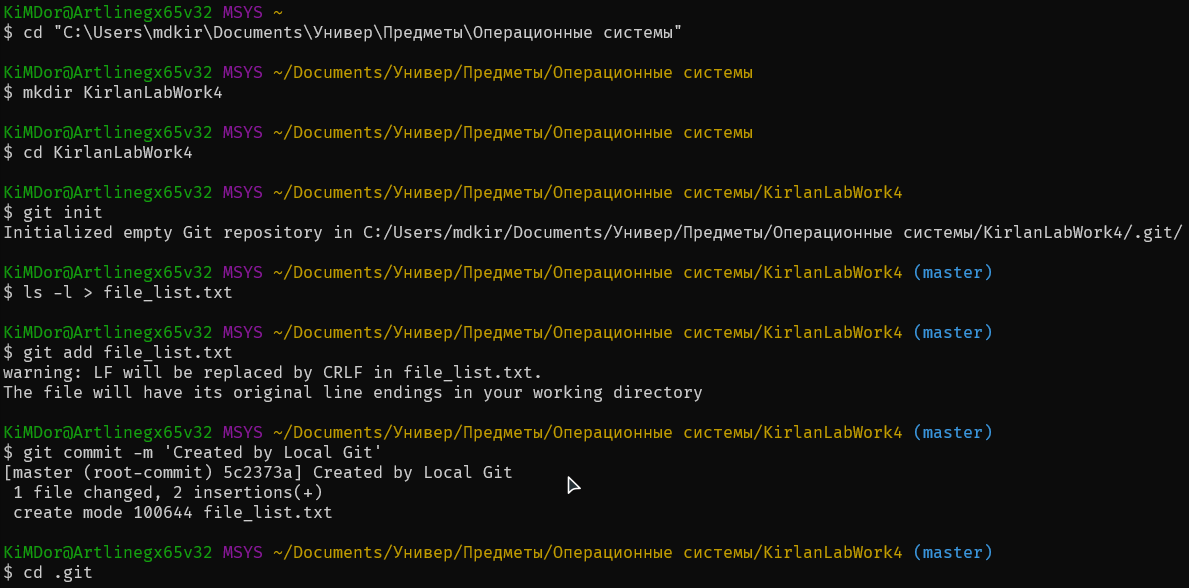 KiMDor@Artlinegx65v32 MSYS ~
$ cd "C:\Users\mdkir\Documents\Универ\Предметы\Операционные системы"
KiMDor@Artlinegx65v32 MSYS ~/Documents/Универ/Предметы/Операционные системы
$ mkdir KirlanLabWork4
KiMDor@Artlinegx65v32 MSYS ~/Documents/Универ/Предметы/Операционные системы
$ cd KirlanLabWork4
KiMDor@Artlinegx65v32 MSYS ~/Documents/Универ/Предметы/Операционные системы/KirlanLabWork4
$ git init
Initialized empty Git repository in C:/Users/mdkir/Documents/Универ/Предметы/Операционные системы/KirlanLabWork4/.git/
KiMDor@Artlinegx65v32 MSYS ~/Documents/Универ/Предметы/Операционные системы/KirlanLabWork4 (master)
$ ls -l > file_list.txt
KiMDor@Artlinegx65v32 MSYS ~/Documents/Универ/Предметы/Операционные системы/KirlanLabWork4 (master)
$ git add file_list.txt
warning: LF will be replaced by CRLF in file_list.txt.
The file will have its original line endings in your working directory
KiMDor@Artlinegx65v32 MSYS ~/Documents/Универ/Предметы/Операционные системы/KirlanLabWork4 (master)
$ git commit -m 'Created by Local Git'
[master (root-commit) 5c2373a] Created by Local Git
 1 file changed, 2 insertions(+)
 create mode 100644 file_list.txt
KiMDor@Artlinegx65v32 MSYS ~/Documents/Универ/Предметы/Операционные системы/KirlanLabWork4 (master)
$ cd .git